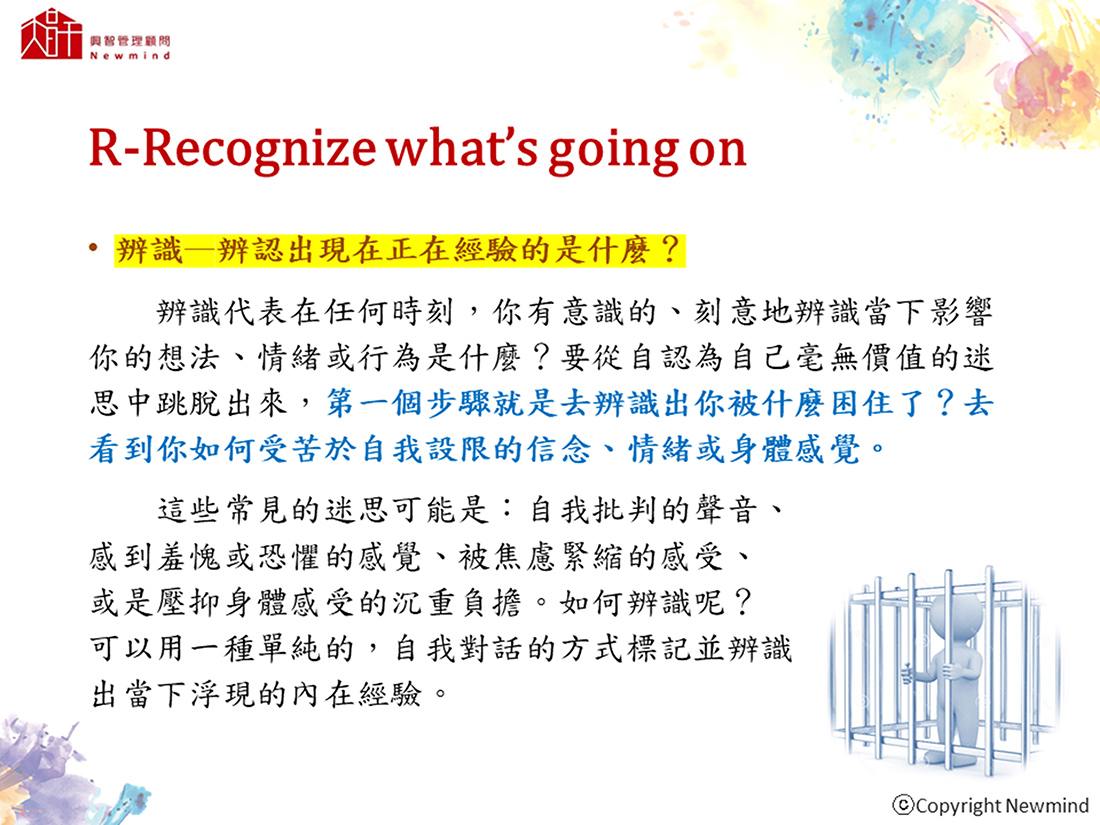 興智管理顧問
Newmind
R-Recognize what's going on
• 辨識—辨認出現在正在經驗的是什麼？
辨識代表在任何時刻，你有意識的、刻意地辨識當下影響
你的想法、情緒或行為是什麼？要從自認為自己毫無價值的迷
思中跳脫出來，第一個步驟就是去辨識出你被什麼困住了？去
看到你如何受苦於自我設限的信念、情緒或身體感覺。
這些常見的迷思可能是：自我批判的聲音、
感到羞愧或恐懼的感覺、被焦慮緊縮的感受、
或是壓抑身體感受的沉重負擔。如何辨識呢？
可以用一種單純的，自我對話的方式標記並辨識
出當下浮現的內在經驗。
ⓒCopyright Newmind